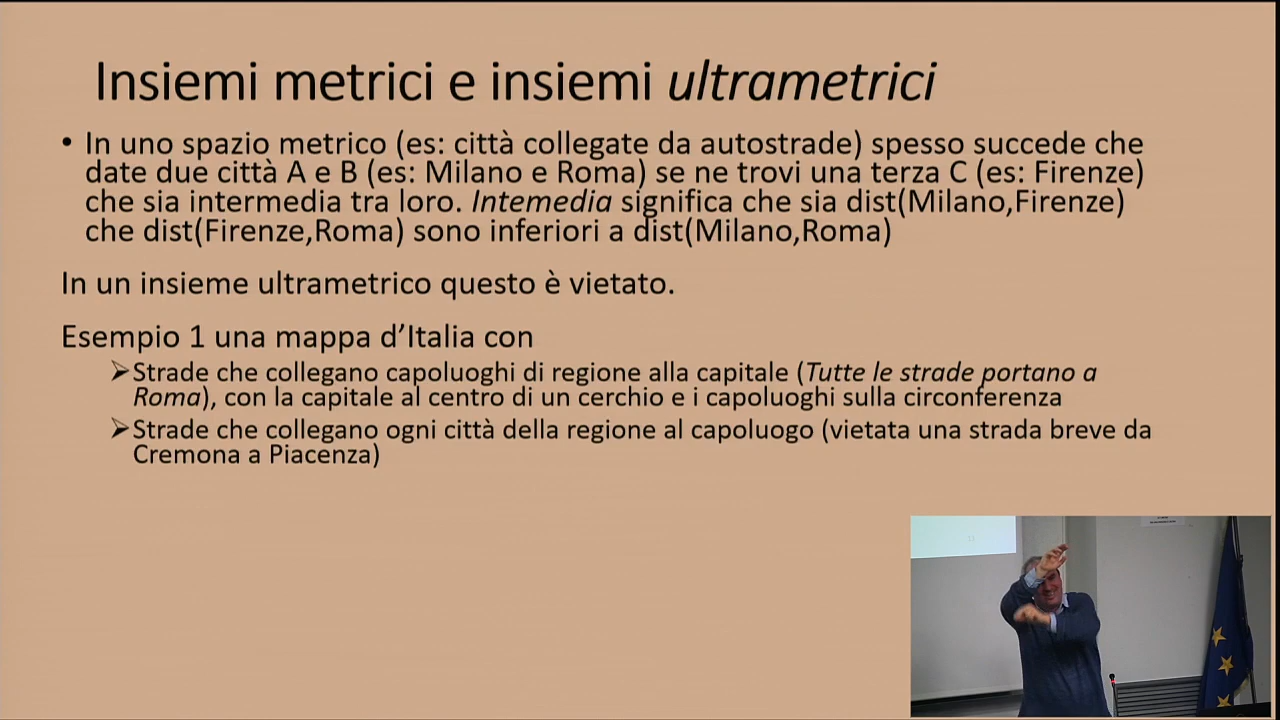 Insiemi metrici e insiemi ultrametrici
• In uno spazio metrico (es: città collegate da autostrade) spesso succede che
date due città A e B (es: Milano e Roma) se ne trovi una terza C (es: Firenze)
che sia intermedia tra loro. Intemedia significa che sia dist(Milano,Firenze)
che dist(Firenze,Roma) sono inferiori a dist(Milano,Roma)
In un insieme ultrametrico questo è vietato.
Esempio 1 una mappa d’Italia con
➢Strade che collegano capoluoghi di regione alla capitale (Tutte le strade portano a
Roma), con la capitale al centro di un cerchio e i capoluoghi sulla circonferenza
➢Strade che collegano ogni città della regione al capoluogo (vietata una strada breve da
Cremona a Piacenza)